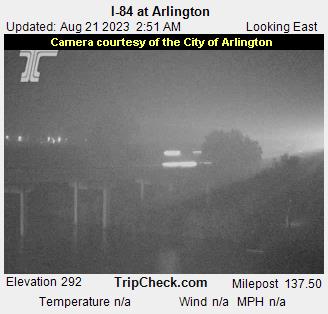 I-84 at Arlington
Updated: Aug 21 2023 2:51 AM Looking East
Camera courtesy of the City of Arlington
Elevation 292 TripCheck.com Milepost 137.50
Temperature n/a Wind n/a MPH n/a